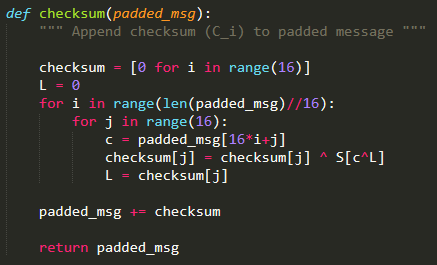 def checksum(padded_msg):
    """ Append checksum (C_i) to padded message """

    checksum = [0 for i in range(16)]
    L = 0
    for i in range(len(padded_msg)//16):
        for j in range(16):
            c = padded_msg[16*i+j]
            checksum[j] = checksum[j] ^ S[c^L]
            L = checksum[j]

    padded_msg += checksum

    return padded_msg